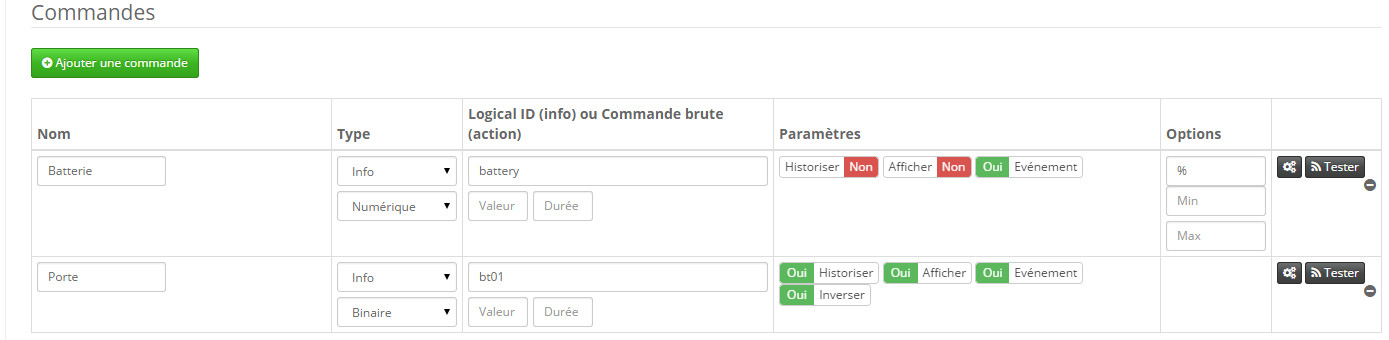 Commandes
Ajouter une commande
Nom
Type
Logical ID (info) ou Commande brute
(action)
Paramètres
Options
Batterie
Info
battery
Historiser Non
Afficher Non
Oui Evénement
%
Tester
Numérique
Valeur
Durée
Min
Max
Porte
Info
bt01
Oui Historiser
Oui Afficher
Oui Evénement
Tester
Oui Inverser
Binaire
Valeur
Durée